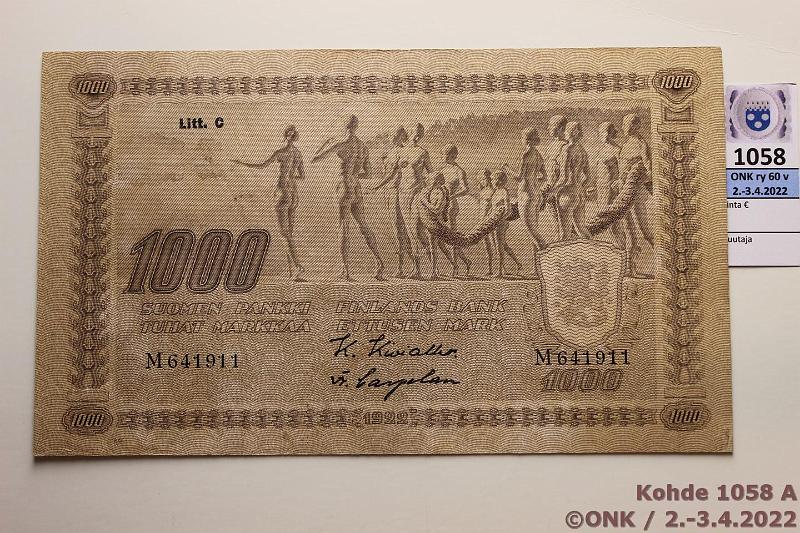 1000
1000
Litt. C
1000
SUOMEN PANKKI
FINLANDS BANK
TUHAT MARKKAA
ETTUSEN MARK
M641911
M641911
1000
1000
1922
1000
1058
ONK ry 60 v
2.-3.4.2022
inta €
uutaja
Kohde 1058 A
©ONK / 2.-3.4.2022